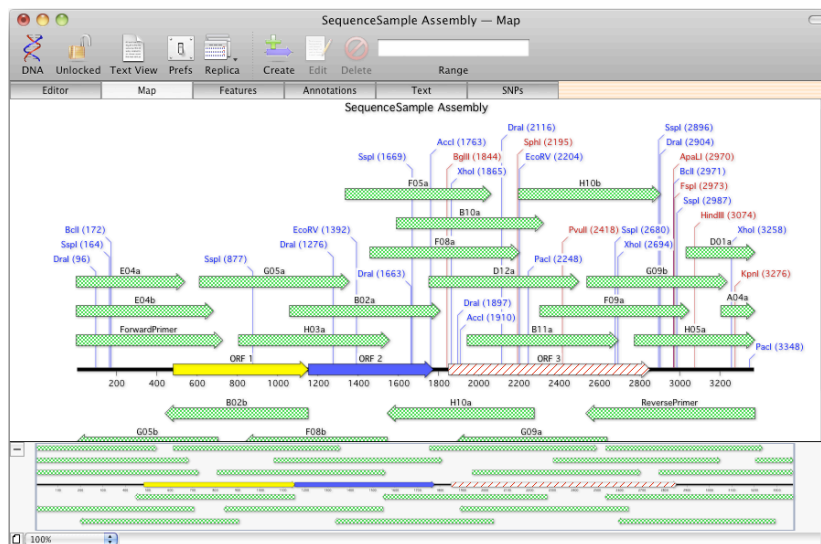 SequenceSample Assembly — Map
DNA Unlocked Text View Prefs Replica Create Edit Delete Range
Editor Map Features Annotations Text SNPs
SequenceSample Assembly
DraI (2116) SspI (2896)
AccI (1763) SphI (2195) DraI (2904)
SspI (1669) BglII (1844) EcoRV (2204) ApaLI (2970)
XhoI (1865) BclI (2971)
F05a H10b FspI (2973)
SspI (2987)
B10a HindIII (3074)
BclI (172) EcoRV (1392) PvuII (2418) SspI (2680) XhoI (3258)
SspI (164) DraI (1276) F08a XhoI (2694) D01a
DraI (96) SspI (877) PacI (2248)
E04a G05a DraI (1663) D12a G09b KpnI (3276)
E04b B02a DraI (1897) F09a A04a
AccI (1910)
ForwardPrimer H03a B11a H05a
PacI (3348)
ORF 1 ORF 2 ORF 3
200 400 600 800 1000 1200 1400 1600 1800 2000 2200 2400 2600 2800 3000 3200
B02b H10a ReversePrimer
G05b F08b G09a
100%